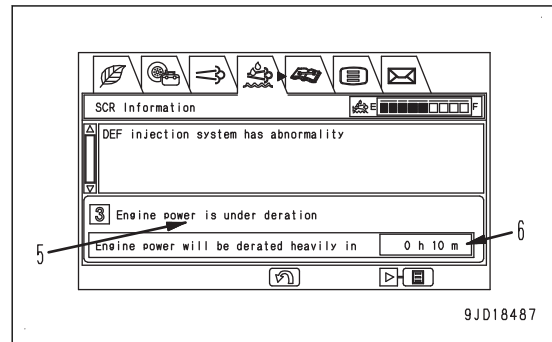 SCR Information
E F
DEF injection system has abnormality
3 Engine power is under deration
Engine power will be derated heavily in 0 h 10 m
5
6
9JD18487